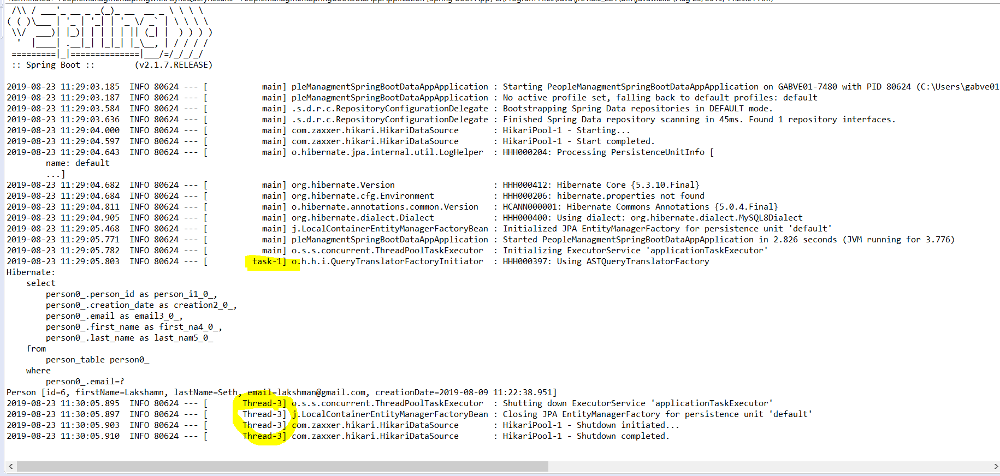 /\\ / ___'_ __ _ _(_)_ __  __ _ \ \ \ \
( ( )\___ | '_ | '_| | '_ \/ _` | \ \ \ \
 \\/  ___)| |_)| | | | | || (_| |  ) ) ) )
  '  |____| .__|_| |_|_| |_\__, | / / / /
 =========|_|==============|___/=/_/_/_/
 :: Spring Boot ::        (v2.1.7.RELEASE)
2019-08-23 11:29:03.185  INFO 80624 --- [           main] pleManagmentSpringBootDataAppApplication : Starting PeopleManagmentSpringBootDataAppApplication on GABVE01-7480 with PID 80624 (C:\Users\gabve01
2019-08-23 11:29:03.187  INFO 80624 --- [           main] pleManagmentSpringBootDataAppApplication : No active profile set, falling back to default profiles: default
2019-08-23 11:29:03.584  INFO 80624 --- [           main] .s.d.r.c.RepositoryConfigurationDelegate : Bootstrapping Spring Data repositories in DEFAULT mode.
2019-08-23 11:29:03.636  INFO 80624 --- [           main] .s.d.r.c.RepositoryConfigurationDelegate : Finished Spring Data repository scanning in 45ms. Found 1 repository interfaces.
2019-08-23 11:29:04.000  INFO 80624 --- [           main] com.zaxxer.hikari.HikariDataSource       : HikariPool-1 - Starting...
2019-08-23 11:29:04.597  INFO 80624 --- [           main] com.zaxxer.hikari.HikariDataSource       : HikariPool-1 - Start completed.
2019-08-23 11:29:04.643  INFO 80624 --- [           main] o.hibernate.jpa.internal.util.LogHelper  : HHH000204: Processing PersistenceUnitInfo [
        name: default
        ...]
2019-08-23 11:29:04.682  INFO 80624 --- [           main] org.hibernate.Version                    : HHH000412: Hibernate Core {5.3.10.Final}
2019-08-23 11:29:04.684  INFO 80624 --- [           main] org.hibernate.cfg.Environment            : HHH000206: hibernate.properties not found
2019-08-23 11:29:04.811  INFO 80624 --- [           main] o.hibernate.annotations.common.Version   : HCANN000001: Hibernate Commons Annotations {5.0.4.Final}
2019-08-23 11:29:04.905  INFO 80624 --- [           main] org.hibernate.dialect.Dialect            : HHH000400: Using dialect: org.hibernate.dialect.MySQL8Dialect
2019-08-23 11:29:05.468  INFO 80624 --- [           main] j.LocalContainerEntityManagerFactoryBean : Initialized JPA EntityManagerFactory for persistence unit 'default'
2019-08-23 11:29:05.771  INFO 80624 --- [           main] pleManagmentSpringBootDataAppApplication : Started PeopleManagmentSpringBootDataAppApplication in 2.826 seconds (JVM running for 3.776)
2019-08-23 11:29:05.782  INFO 80624 --- [           main] o.s.s.concurrent.ThreadPoolTaskExecutor  : Initializing ExecutorService 'applicationTaskExecutor'
2019-08-23 11:29:05.803  INFO 80624 --- [         task-1] o.h.h.i.QueryTranslatorFactoryInitiator  : HHH000397: Using ASTQueryTranslatorFactory
Hibernate:
    select
        person0_.person_id as person_i1_0_,
        person0_.creation_date as creation2_0_,
        person0_.email as email3_0_,
        person0_.first_name as first_na4_0_,
        person0_.last_name as last_nam5_0_
    from
        person_table person0_
    where
        person0_.email=?
Person [id=6, firstName=Lakshamn, lastName=Seth, email=lakshman@gmail.com, creationDate=2019-08-09 11:22:38.951]
2019-08-23 11:30:05.895  INFO 80624 --- [       Thread-3] o.s.s.concurrent.ThreadPoolTaskExecutor  : Shutting down ExecutorService 'applicationTaskExecutor'
2019-08-23 11:30:05.897  INFO 80624 --- [       Thread-3] j.LocalContainerEntityManagerFactoryBean : Closing JPA EntityManagerFactory for persistence unit 'default'
2019-08-23 11:30:05.903  INFO 80624 --- [       Thread-3] com.zaxxer.hikari.HikariDataSource       : HikariPool-1 - Shutdown initiated...
2019-08-23 11:30:05.910  INFO 80624 --- [       Thread-3] com.zaxxer.hikari.HikariDataSource       : HikariPool-1 - Shutdown completed.